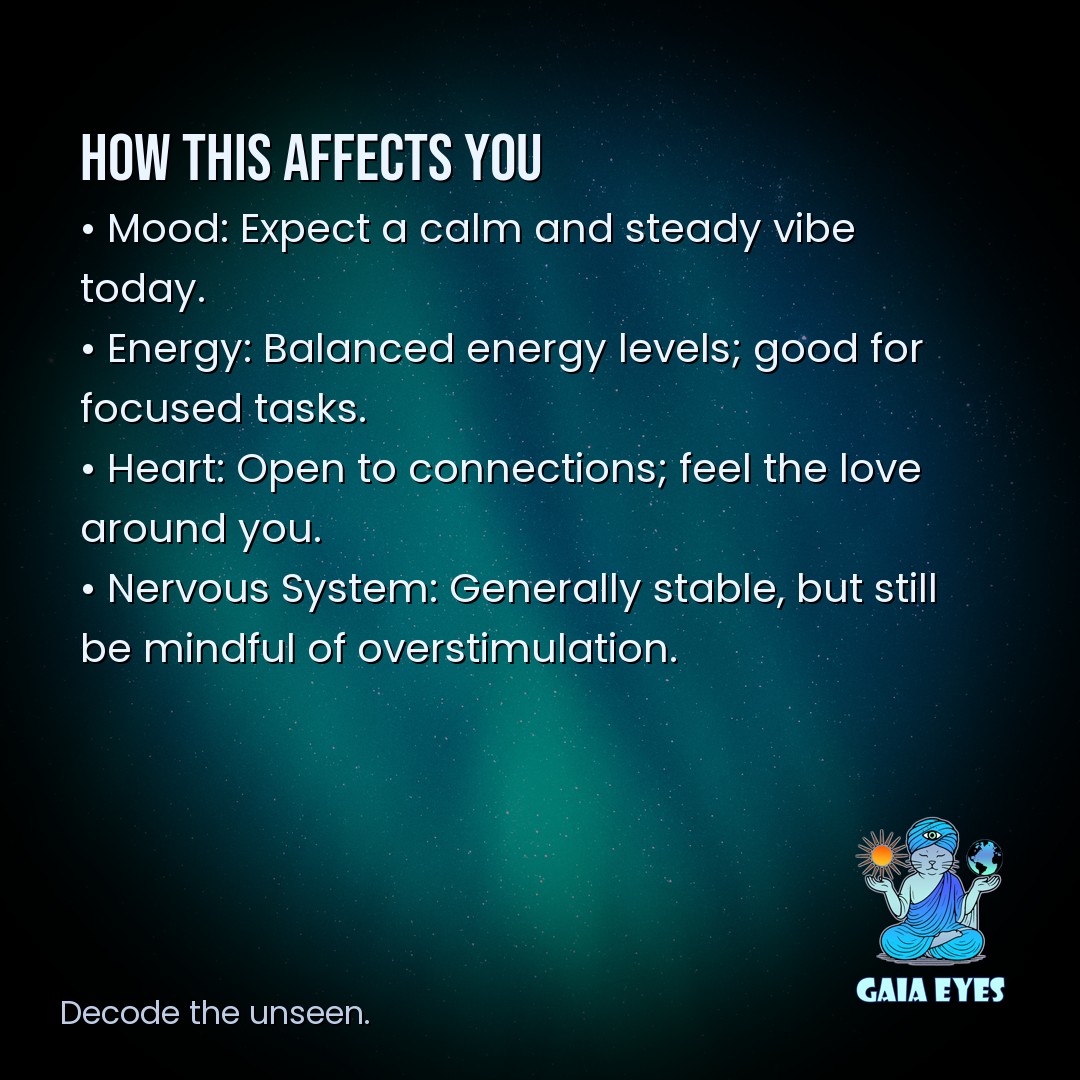 HOW THIS AFFECTS YOU
• Mood: Expect a calm and steady vibe
today.
• Energy: Balanced energy levels; good for
focused tasks.
• Heart: Open to connections; feel the love
around you.
• Nervous System: Generally stable, but still
be mindful of overstimulation.
GAIA EYES
Decode the unseen.